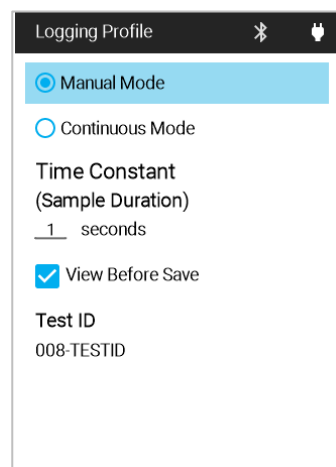 Logging Profile
Manual Mode
Continuous Mode
Time Constant
(Sample Duration)
1 seconds
View Before Save
Test ID
008-TESTID